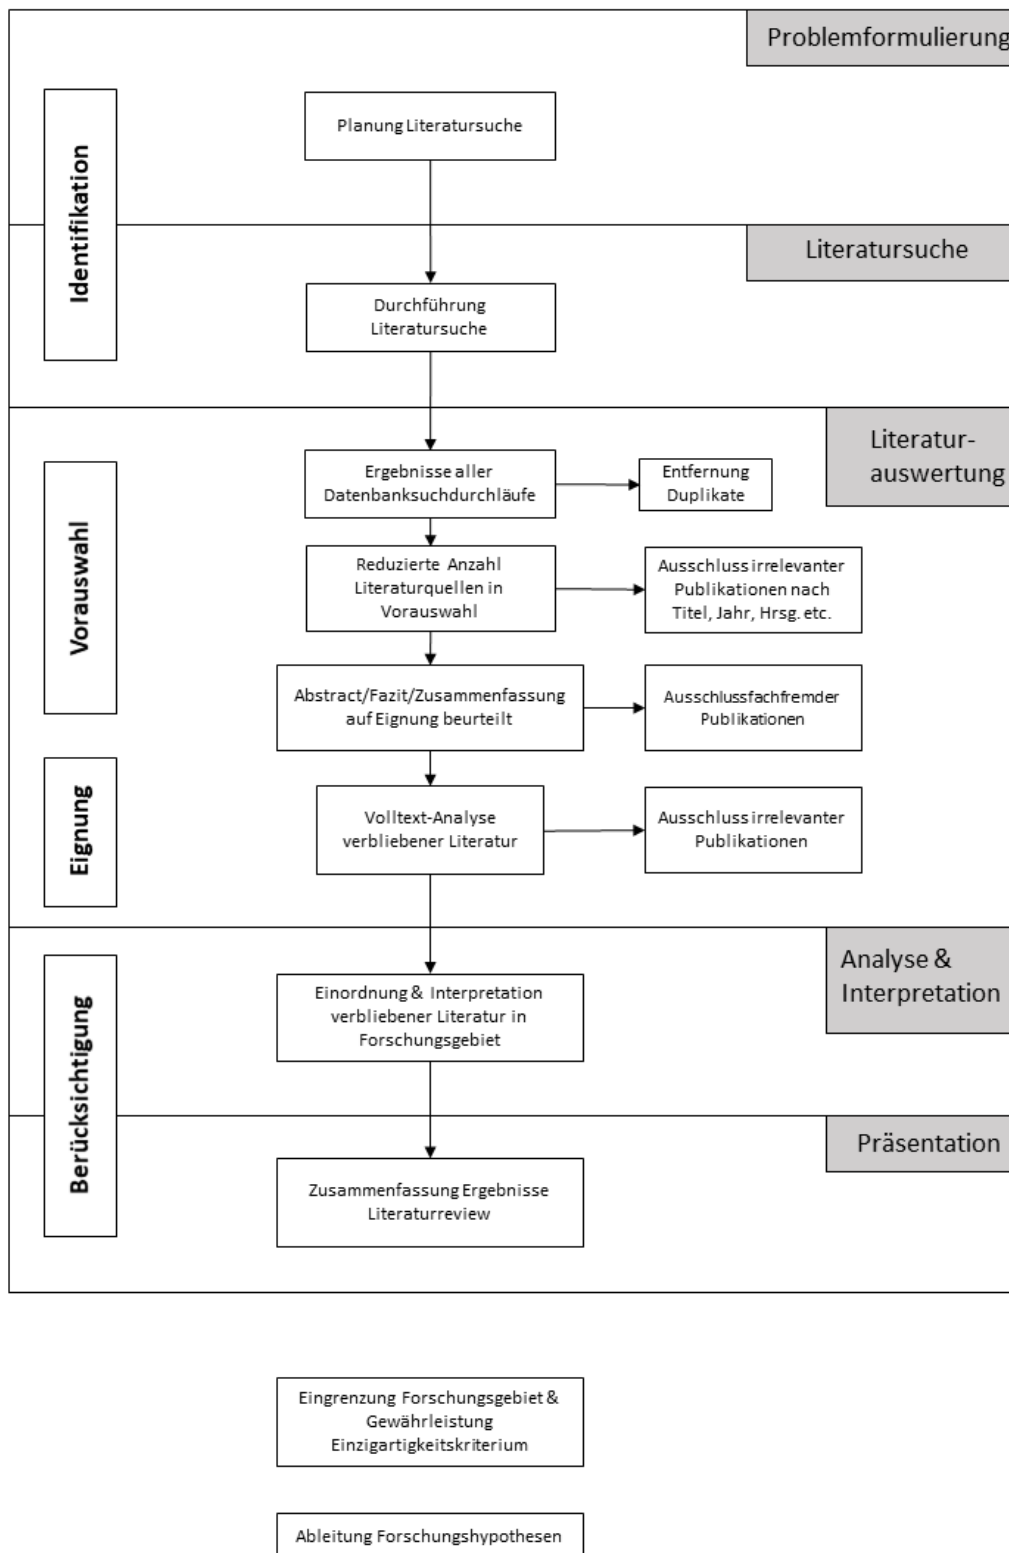 Problemformulierung
Identifikation
Planung Literatursuche
Literatursuche
Durchführung
Literatursuche
Literatur-
auswertung
Vorauswahl
Ergebnisse aller
Datenbanksuchdurchläufe
Entfernung
Duplikate
Reduzierte Anzahl
Literaturquellen in
Vorauswahl
Ausschluss irrelevanter
Publikationen nach
Titel, Jahr, Hrsg. etc.
Abstract/Fazit/Zusammenfassung
auf Eignung beurteilt
Ausschlussfachfremder
Publikationen
Eignung
Volltext-Analyse
verbliebener Literatur
Ausschluss irrelevanter
Publikationen
Analyse &
Interpretation
Berücksichtigung
Einordnung & Interpretation
verbliebener Literatur in
Forschungsgebiet
Präsentation
Zusammenfassung Ergebnisse
Literaturreview
Eingrenzung Forschungsgebiet &
Gewährleistung
Einzigartigkeitskriterium
Ableitung Forschungshypothesen